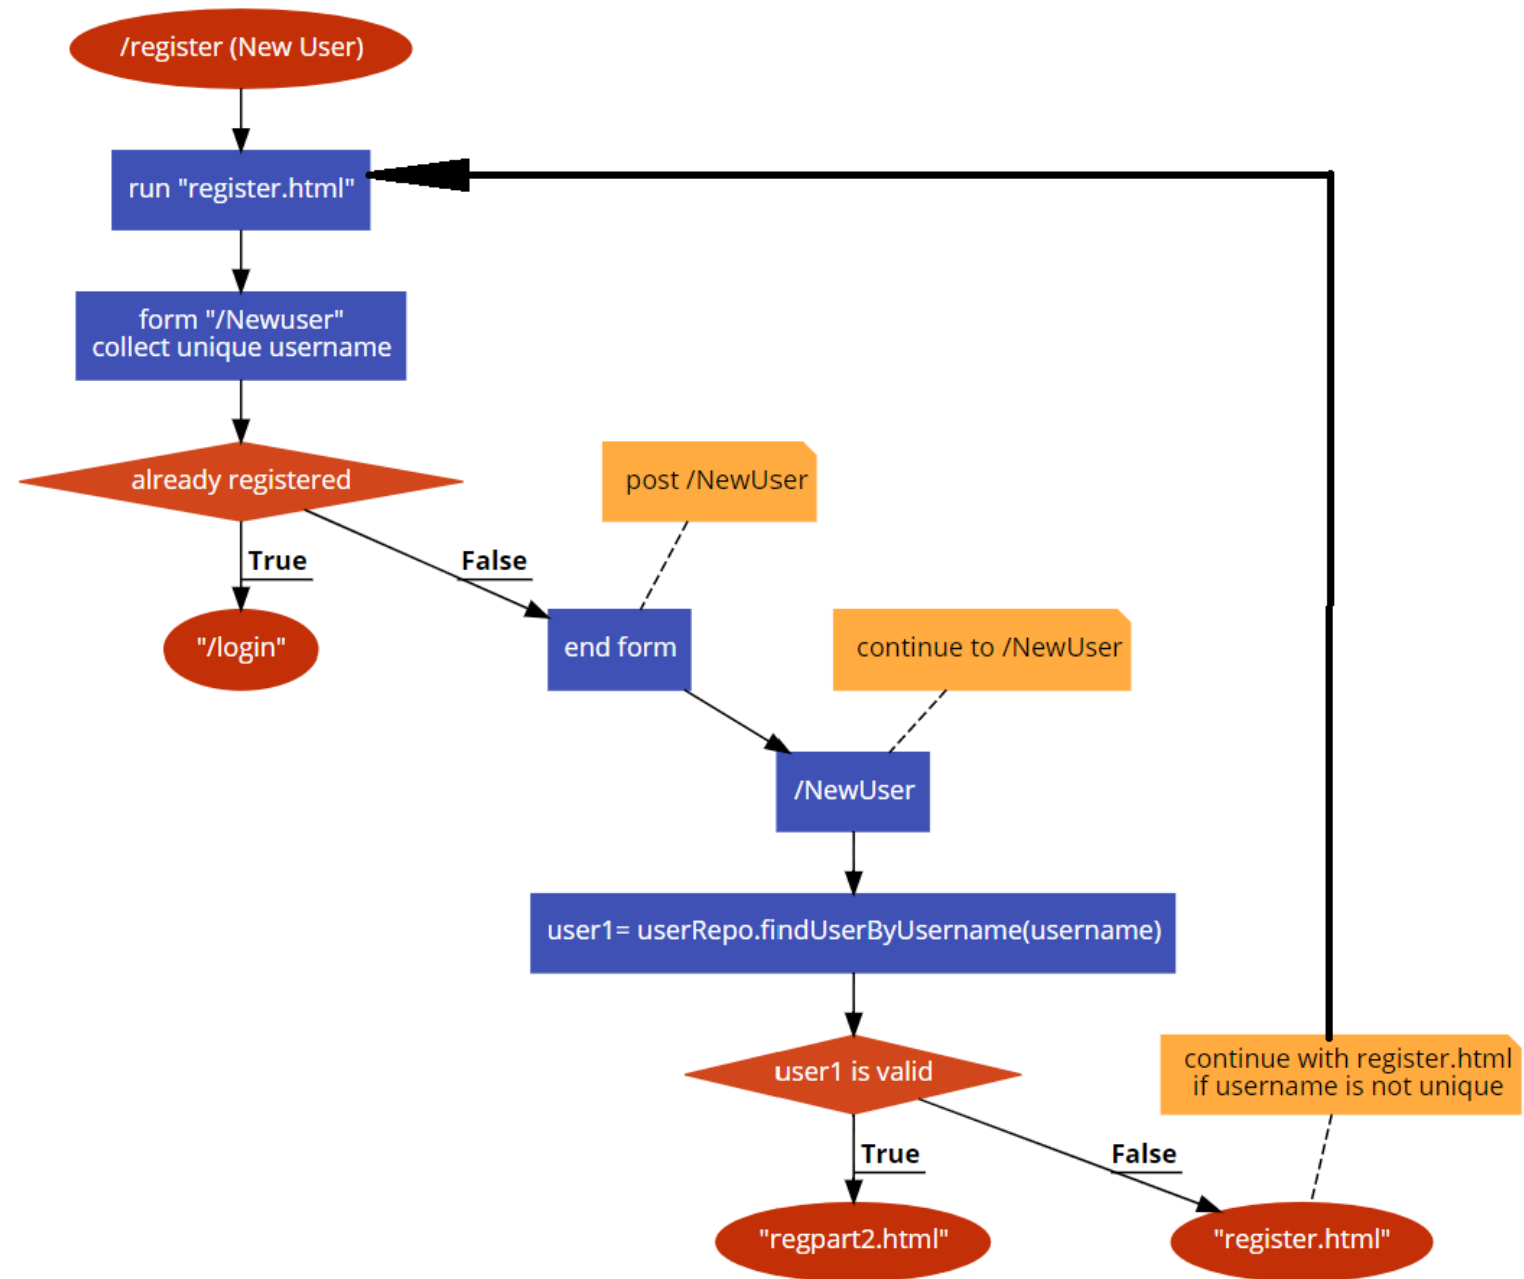 /register (New User)
run "register.html"
form "/Newuser"
collect unique username
already registered
post /NewUser
True
False
"/login"
end form
continue to /NewUser
/NewUser
user1= userRepo.findUserByUsername(username)
user1 is valid
continue with register.html
if username is not unique
True
False
"regpart2.html"
"register.html"